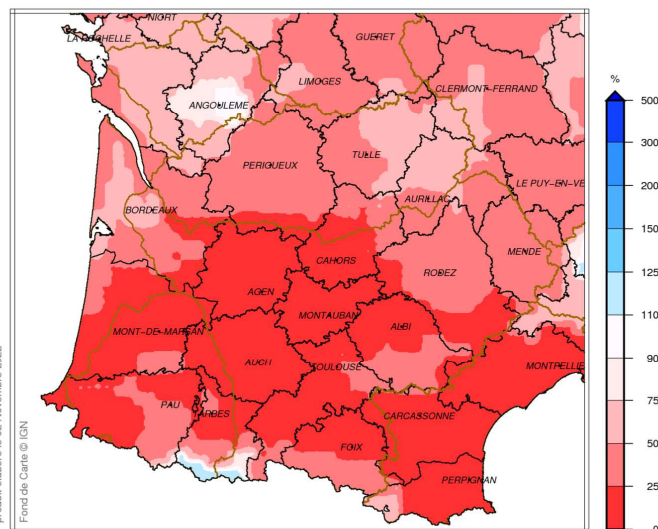 NIORT
LA ROCHELLE
GUERET
LIMOGES
CLERMONT-FERRAND
ANGOULEME
TULLE
PERIGUEUX
LE PUY-EN-VE
AURILLAC
BORDEAUX
MENDE
CAHORS
RODEZ
AGEN
MONTAUBAN
ALBI
MONT-DE-MARSAN
AUCH
TOULOUSE
MONTPELLIE
PAU
TARBES
CARCASSONNE
FOIX
PERPIGNAN
%
500
300
200
150
125
110
90
75
50
25
0
Fond de Carte © IGN